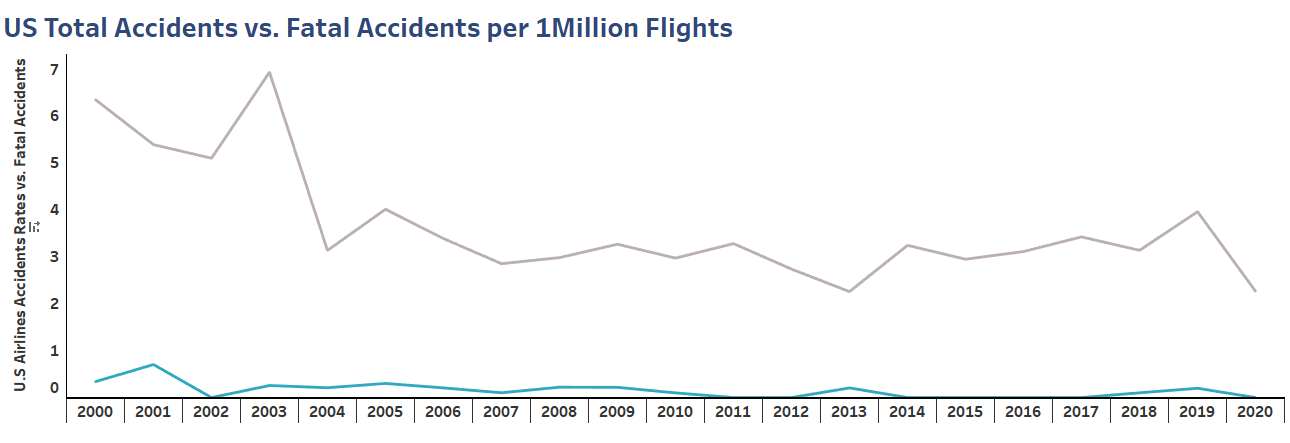 US Total Accidents vs. Fatal Accidents per 1Million Flights
U.S Airlines Accidents Rates vs. Fatal Accidents
7
6
5
4
3
2
1
0
2000 2001 2002 2003 2004 2005 2006 2007 2008 2009 2010 2011 2012 2013 2014 2015 2016 2017 2018 2019 2020